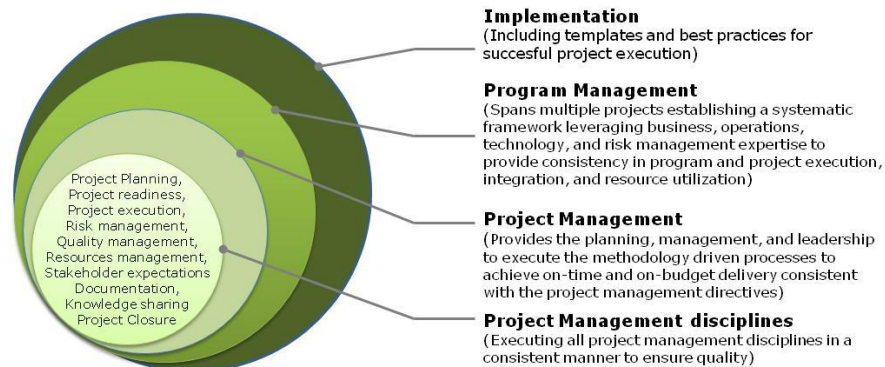 Implementation
(Including templates and best practices for
succesful project execution)
Program Management
(Spans multiple projects establishing a systematic
framework leveraging business, operations,
technology, and risk management expertise to
provide consistency in program and project execution,
integration, and resource utilization)
Project Management
(Provides the planning, management, and leadership
to execute the methodology driven processes to
achieve on-time and on-budget delivery consistent
with the project management directives)
Project Management disciplines
(Executing all project management disciplines in a
consistent manner to ensure quality)
Project Planning,
Project readiness,
Project execution,
Risk management,
Quality management,
Resources management,
Stakeholder expectations
Documentation,
Knowledge sharing
Project Closure